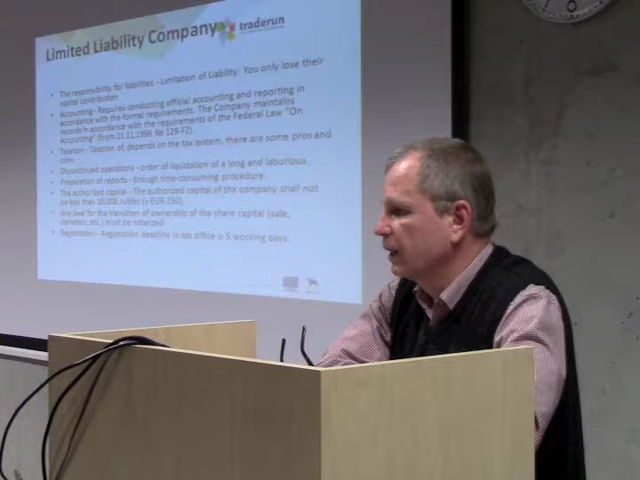 Limited Liability Company
traderun
The responsibility for liabilities - Limitation of Liability: You only lose their
capital contribution
Accounting - Requires conducting official accounting and reporting in
accordance with the formal requirements. The Company maintains
records in accordance with the requirements of the Federal Law "On
Accounting" (from 21.11.1996 № 129-FZ)
Taxation - Taxation of depends on the tax system, there are some pros and
cons.
Discontinued operations - order of liquidation of a long and laborious.
Preparation of reports - Enough time consuming procedure.
The authorized capital - The authorized capital of the company shall not
be less than 10,000 rubles (≈ EUR 250).
Any deal for the transition of ownership of the share capital (sale,
donation, etc.) must be notarized
Registration - Registration deadline in tax office is 5 working days.